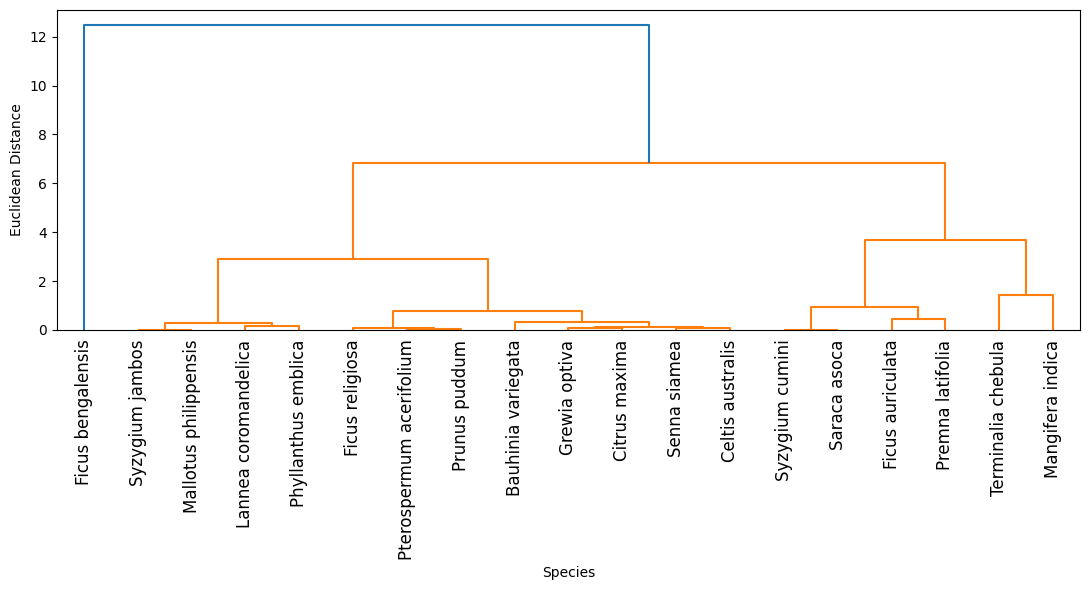 12
10
8
6
4
2
0
Euclidean Distance
Ficus bengalensis
Syzygium jambos
Mallotus philippensis
Lannea coromandelica
Phyllanthus emblica
Ficus religiosa
Pterospermum acerifolium
Prunus puddum
Bauhinia variegata
Grewia optiva
Citrus maxima
Senna siamea
Celtis australis
Syzygium cumini
Saraca asoca
Ficus auriculata
Premna latifolia
Terminalia chebula
Mangifera indica
Species